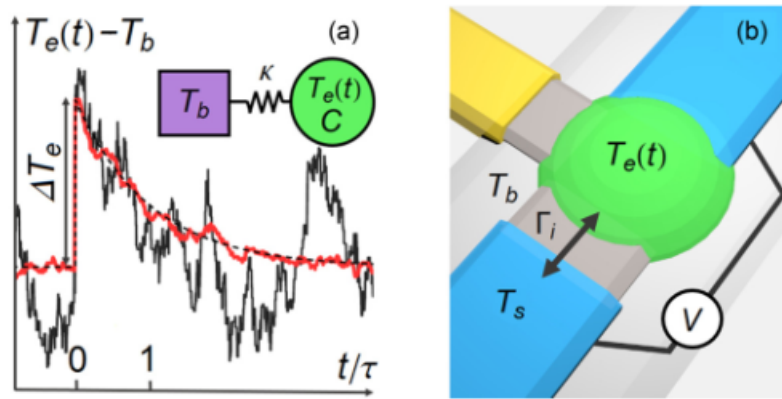 T_e(t) − T_b
(a)
κ
T_b
T_e(t)
C
ΔT_e
0
1
t/τ
(b)
T_e(t)
T_b
Γ_i
T_s
V